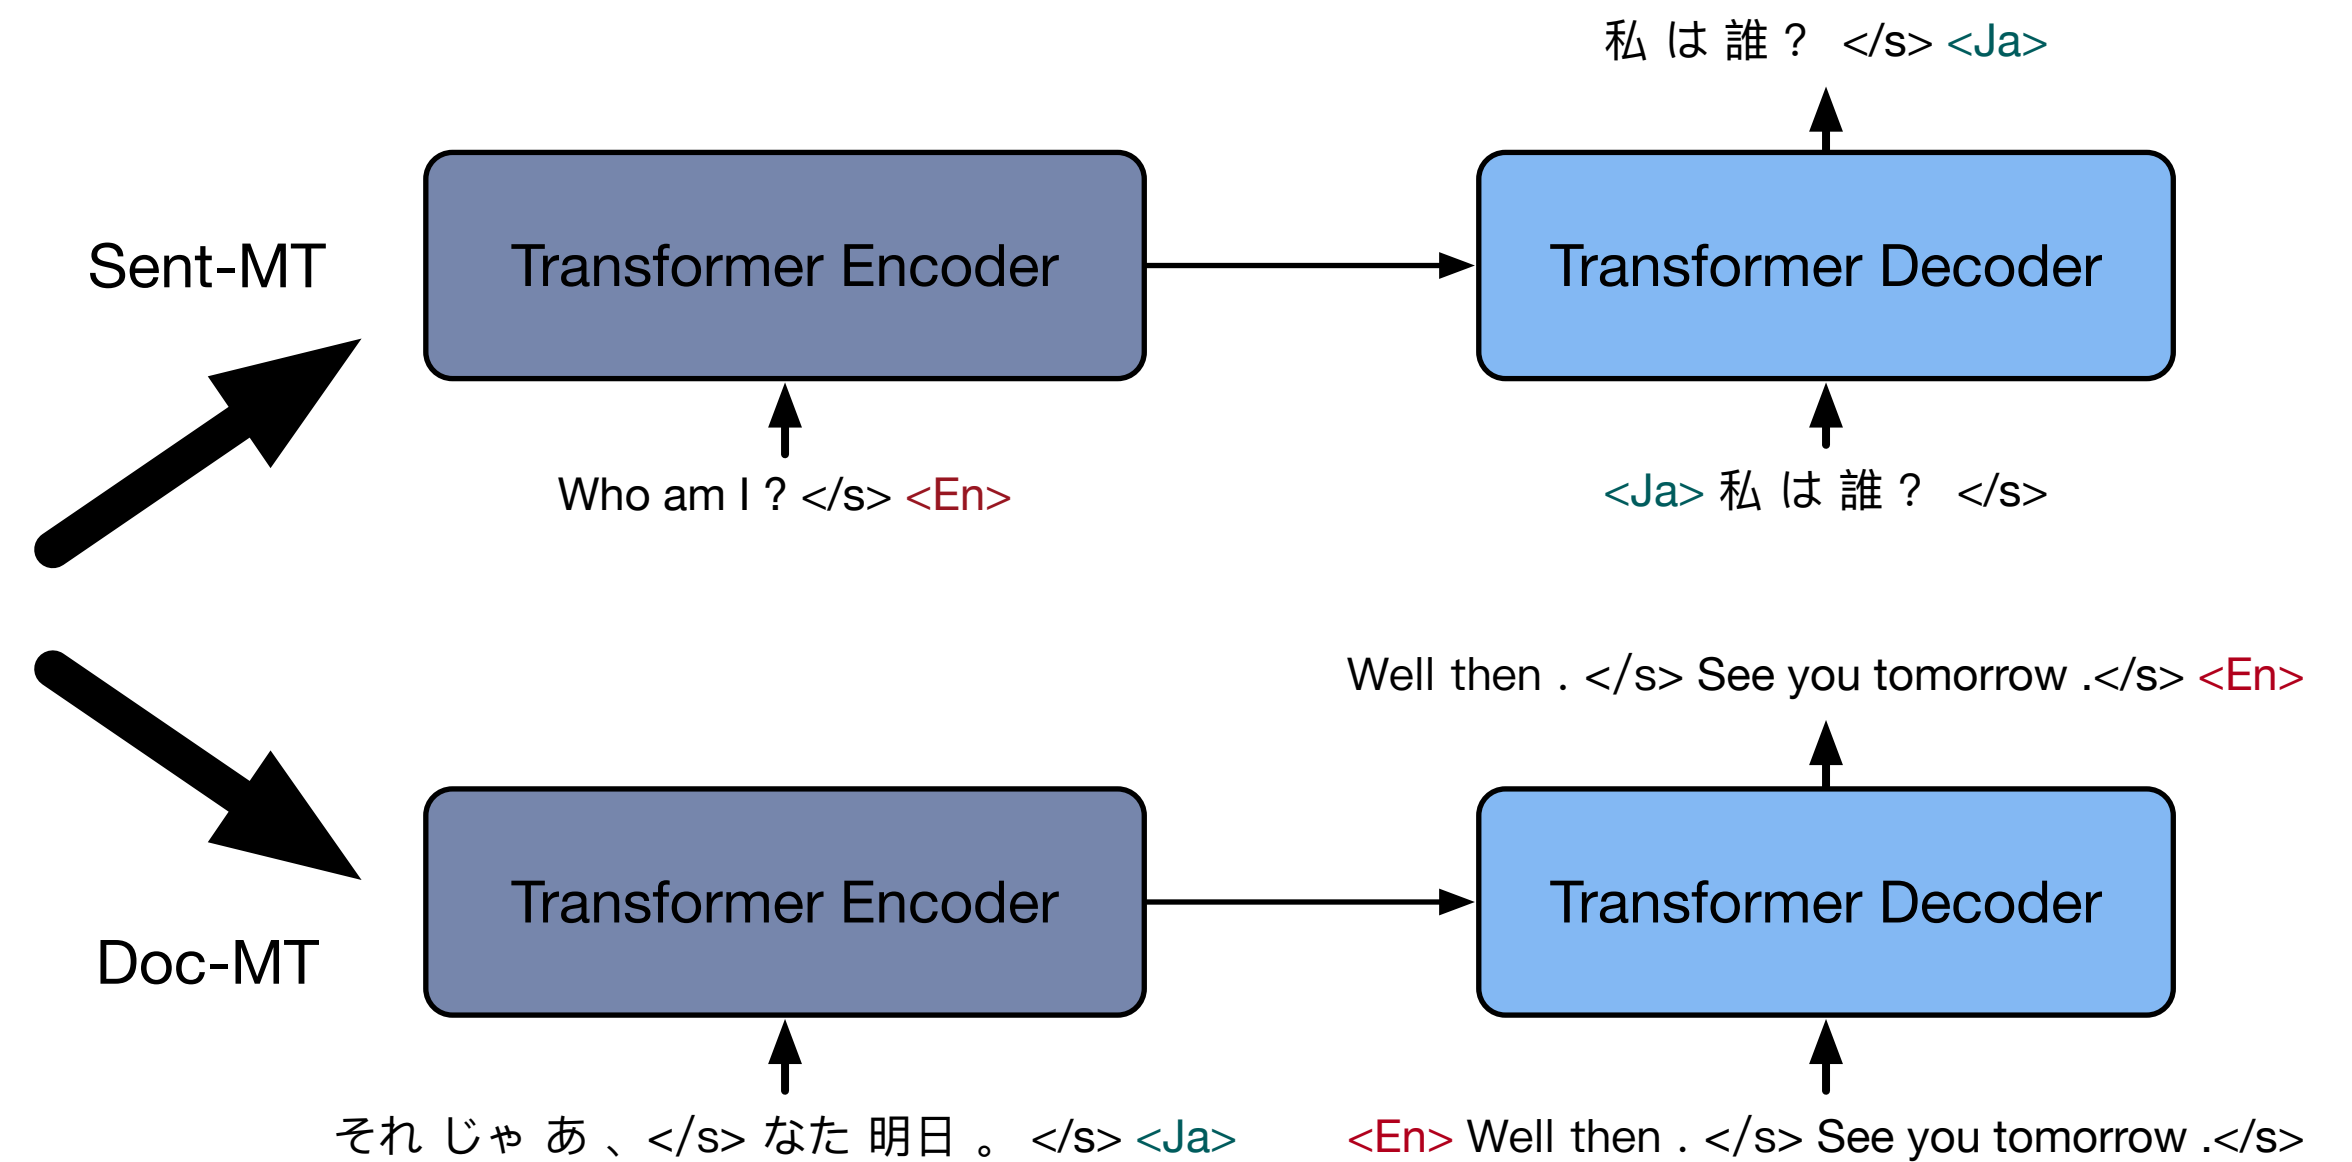 私 は 誰 ? </s> <Ja>
Sent-MT
Transformer Encoder
Transformer Decoder
Who am I ? </s> <En>
<Ja> 私 は 誰 ? </s>
Well then . </s> See you tomorrow .</s> <En>
Transformer Encoder
Transformer Decoder
Doc-MT
それ じゃ あ 、</s> なた 明日 。 </s> <Ja>
<En> Well then . </s> See you tomorrow .</s>